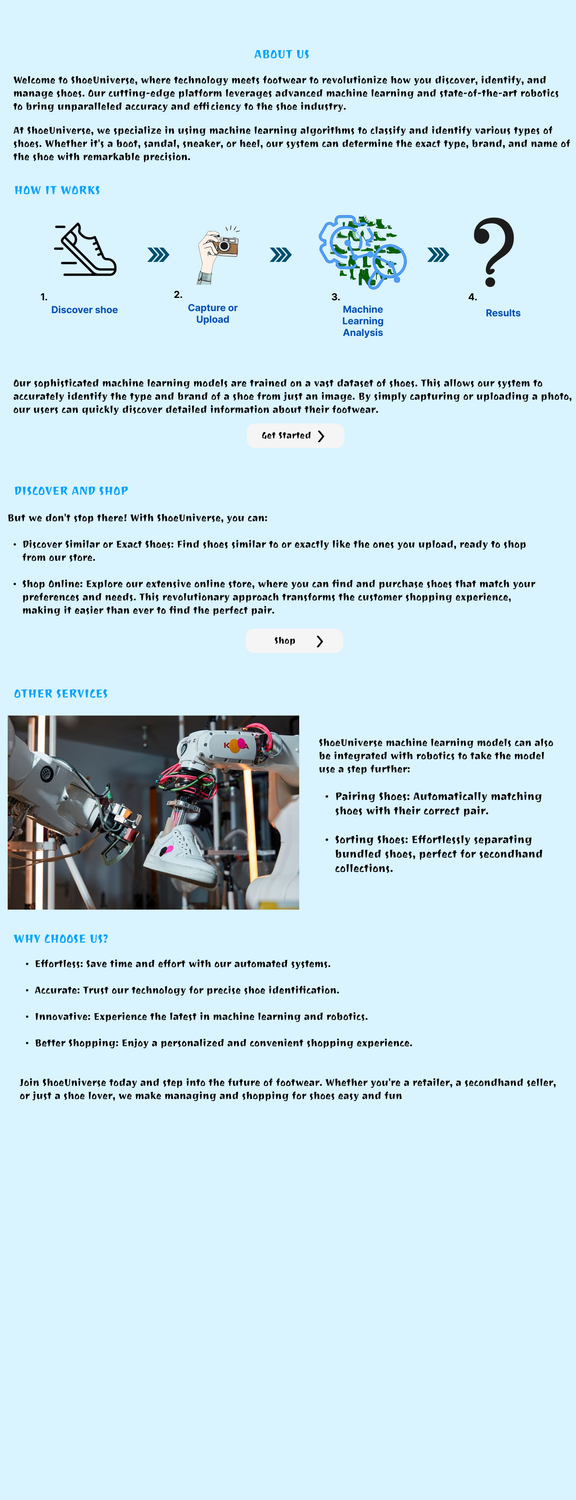 ABOUT US
Welcome to ShoeUniverse, where technology meets footwear to revolutionize how you discover, identify, and
manage shoes. Our cutting-edge platform leverages advanced machine learning and state-of-the-art robotics
to bring unparalleled accuracy and efficiency to the shoe industry.
At ShoeUniverse, we specialize in using machine learning algorithms to classify and identify various types of
shoes. Whether it's a boot, sandal, sneaker, or heel, our system can determine the exact type, brand, and name of
the shoe with remarkable precision.
HOW IT WORKS
1.
Discover shoe
2.
Capture or
Upload
3.
Machine
Learning
Analysis
4.
Results
Our sophisticated machine learning models are trained on a vast dataset of shoes. This allows our system to
accurately identify the type and brand of a shoe from just an image. By simply capturing or uploading a photo,
our users can quickly discover detailed information about their footwear.
Get Started
DISCOVER AND SHOP
But we don't stop there! With ShoeUniverse, you can:
• Discover Similar or Exact Shoes: Find shoes similar to or exactly like the ones you upload, ready to shop
from our store.
• Shop Online: Explore our extensive online store, where you can find and purchase shoes that match your
preferences and needs. This revolutionary approach transforms the customer shopping experience,
making it easier than ever to find the perfect pair.
Shop
OTHER SERVICES
ShoeUniverse machine learning models can also
be integrated with robotics to take the model
use a step further:
• Pairing Shoes: Automatically matching
shoes with their correct pair.
• Sorting Shoes: Effortlessly separating
bundled shoes, perfect for secondhand
collections.
WHY CHOOSE US?
• Effortless: Save time and effort with our automated systems.
• Accurate: Trust our technology for precise shoe identification.
• Innovative: Experience the latest in machine learning and robotics.
• Better Shopping: Enjoy a personalized and convenient shopping experience.
Join ShoeUniverse today and step into the future of footwear. Whether you're a retailer, a secondhand seller,
or just a shoe lover, we make managing and shopping for shoes easy and fun